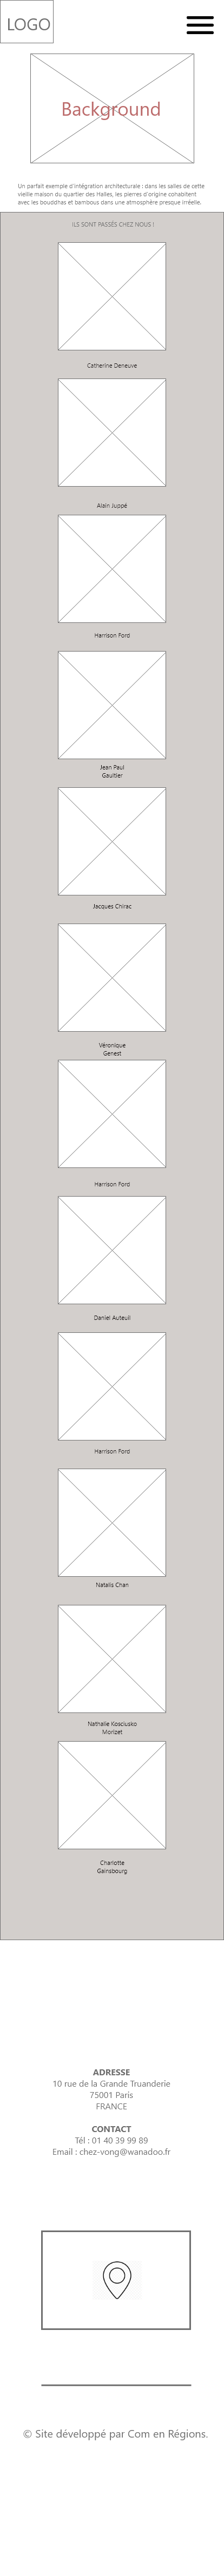 LOGO
Background
Un parfait exemple d'intégration architecturale : dans les salles de cette
vieille maison du quartier des Halles, les pierres d'origine cohabitent
avec les bouddhas et bambous dans une atmosphère presque irréelle.
ILS SONT PASSÉS CHEZ NOUS !
Catherine Deneuve
Alain Juppé
Harrison Ford
Jean Paul
Gaultier
Jacques Chirac
Véronique
Genest
Harrison Ford
Daniel Auteuil
Harrison Ford
Natalis Chan
Nathalie Kosciusko
Morizet
Charlotte
Gainsbourg
ADRESSE
10 rue de la Grande Truanderie
75001 Paris
FRANCE
CONTACT
Tél : 01 40 39 99 89
Email : chez-vong@wanadoo.fr
© Site développé par Com en Régions.